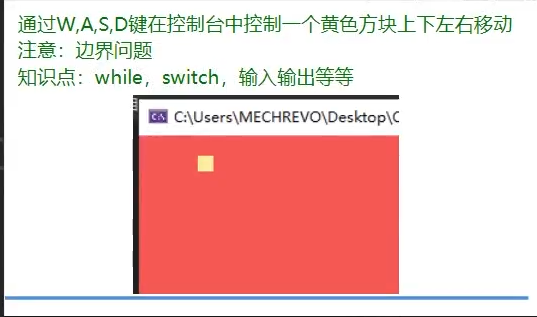 通过W,A,S,D键在控制台中控制一个黄色方块上下左右移动
注意：边界问题
知识点：while，switch，输入输出等等
C:\Users\MECHREVO\Desktop\C